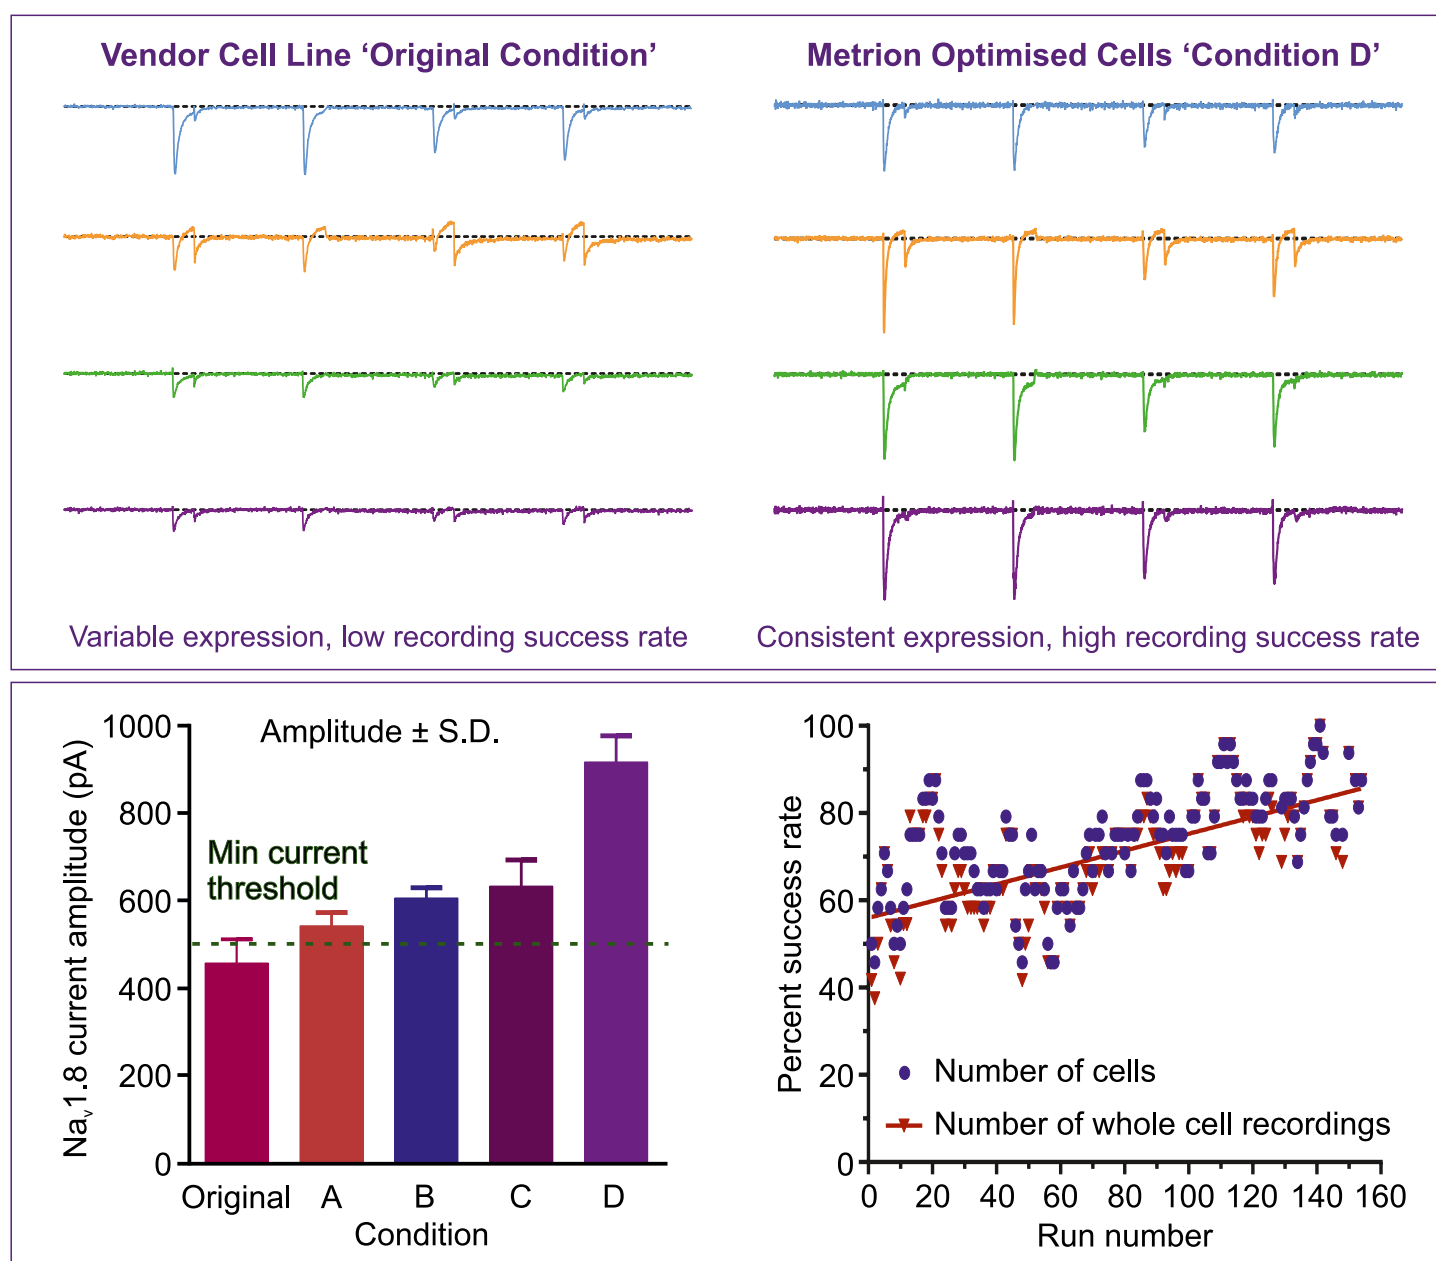 Vendor Cell Line ‘Original Condition’
Metrion Optimised Cells ‘Condition D’
Variable expression, low recording success rate
Consistent expression, high recording success rate
Amplitude ± S.D.
Min current
threshold
Nav1.8 current amplitude (pA)
1000
800
600
400
200
0
Original A B C D
Condition
Percent success rate
100
80
60
40
20
0
Number of cells
Number of whole cell recordings
0 20 40 60 80 100 120 140 160
Run number